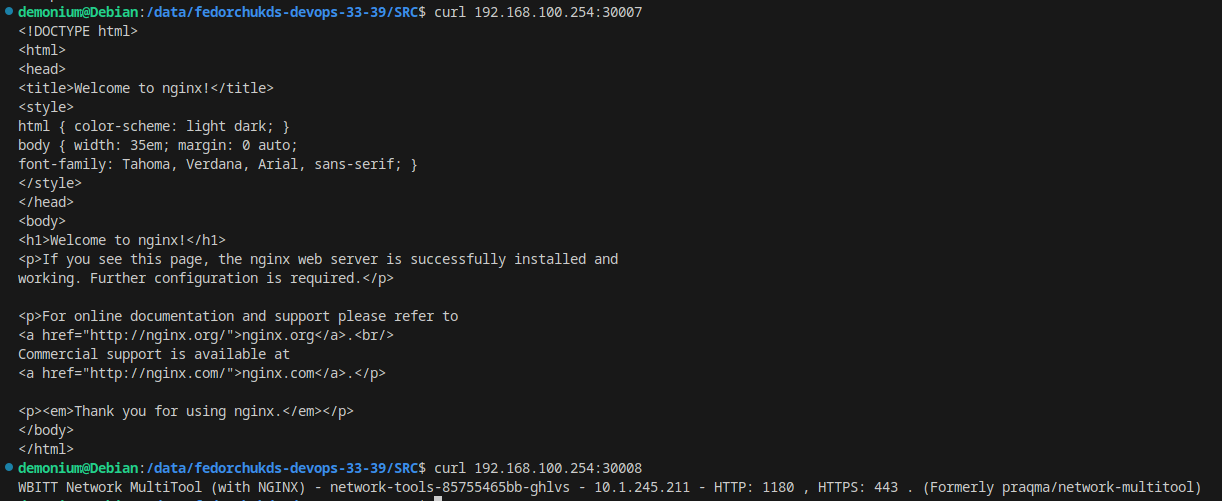 demonium@Debian:/data/fedorchukds-devops-33-39/SRC$ curl 192.168.100.254:30007
<!DOCTYPE html>
<html>
<head>
<title>Welcome to nginx!</title>
<style>
html { color-scheme: light dark; }
body { width: 35em; margin: 0 auto;
font-family: Tahoma, Verdana, Arial, sans-serif; }
</style>
</head>
<body>
<h1>Welcome to nginx!</h1>
<p>If you see this page, the nginx web server is successfully installed and
working. Further configuration is required.</p>

<p>For online documentation and support please refer to
<a href="http://nginx.org/">nginx.org</a>.<br/>
Commercial support is available at
<a href="http://nginx.com/">nginx.com</a>.</p>

<p><em>Thank you for using nginx.</em></p>
</body>
</html>
demonium@Debian:/data/fedorchukds-devops-33-39/SRC$ curl 192.168.100.254:30008
WBITT Network MultiTool (with NGINX) - network-tools-85755465bb-ghlvs - 10.1.245.211 - HTTP: 1180 , HTTPS: 443 . (Formerly praqma/network-multitool)